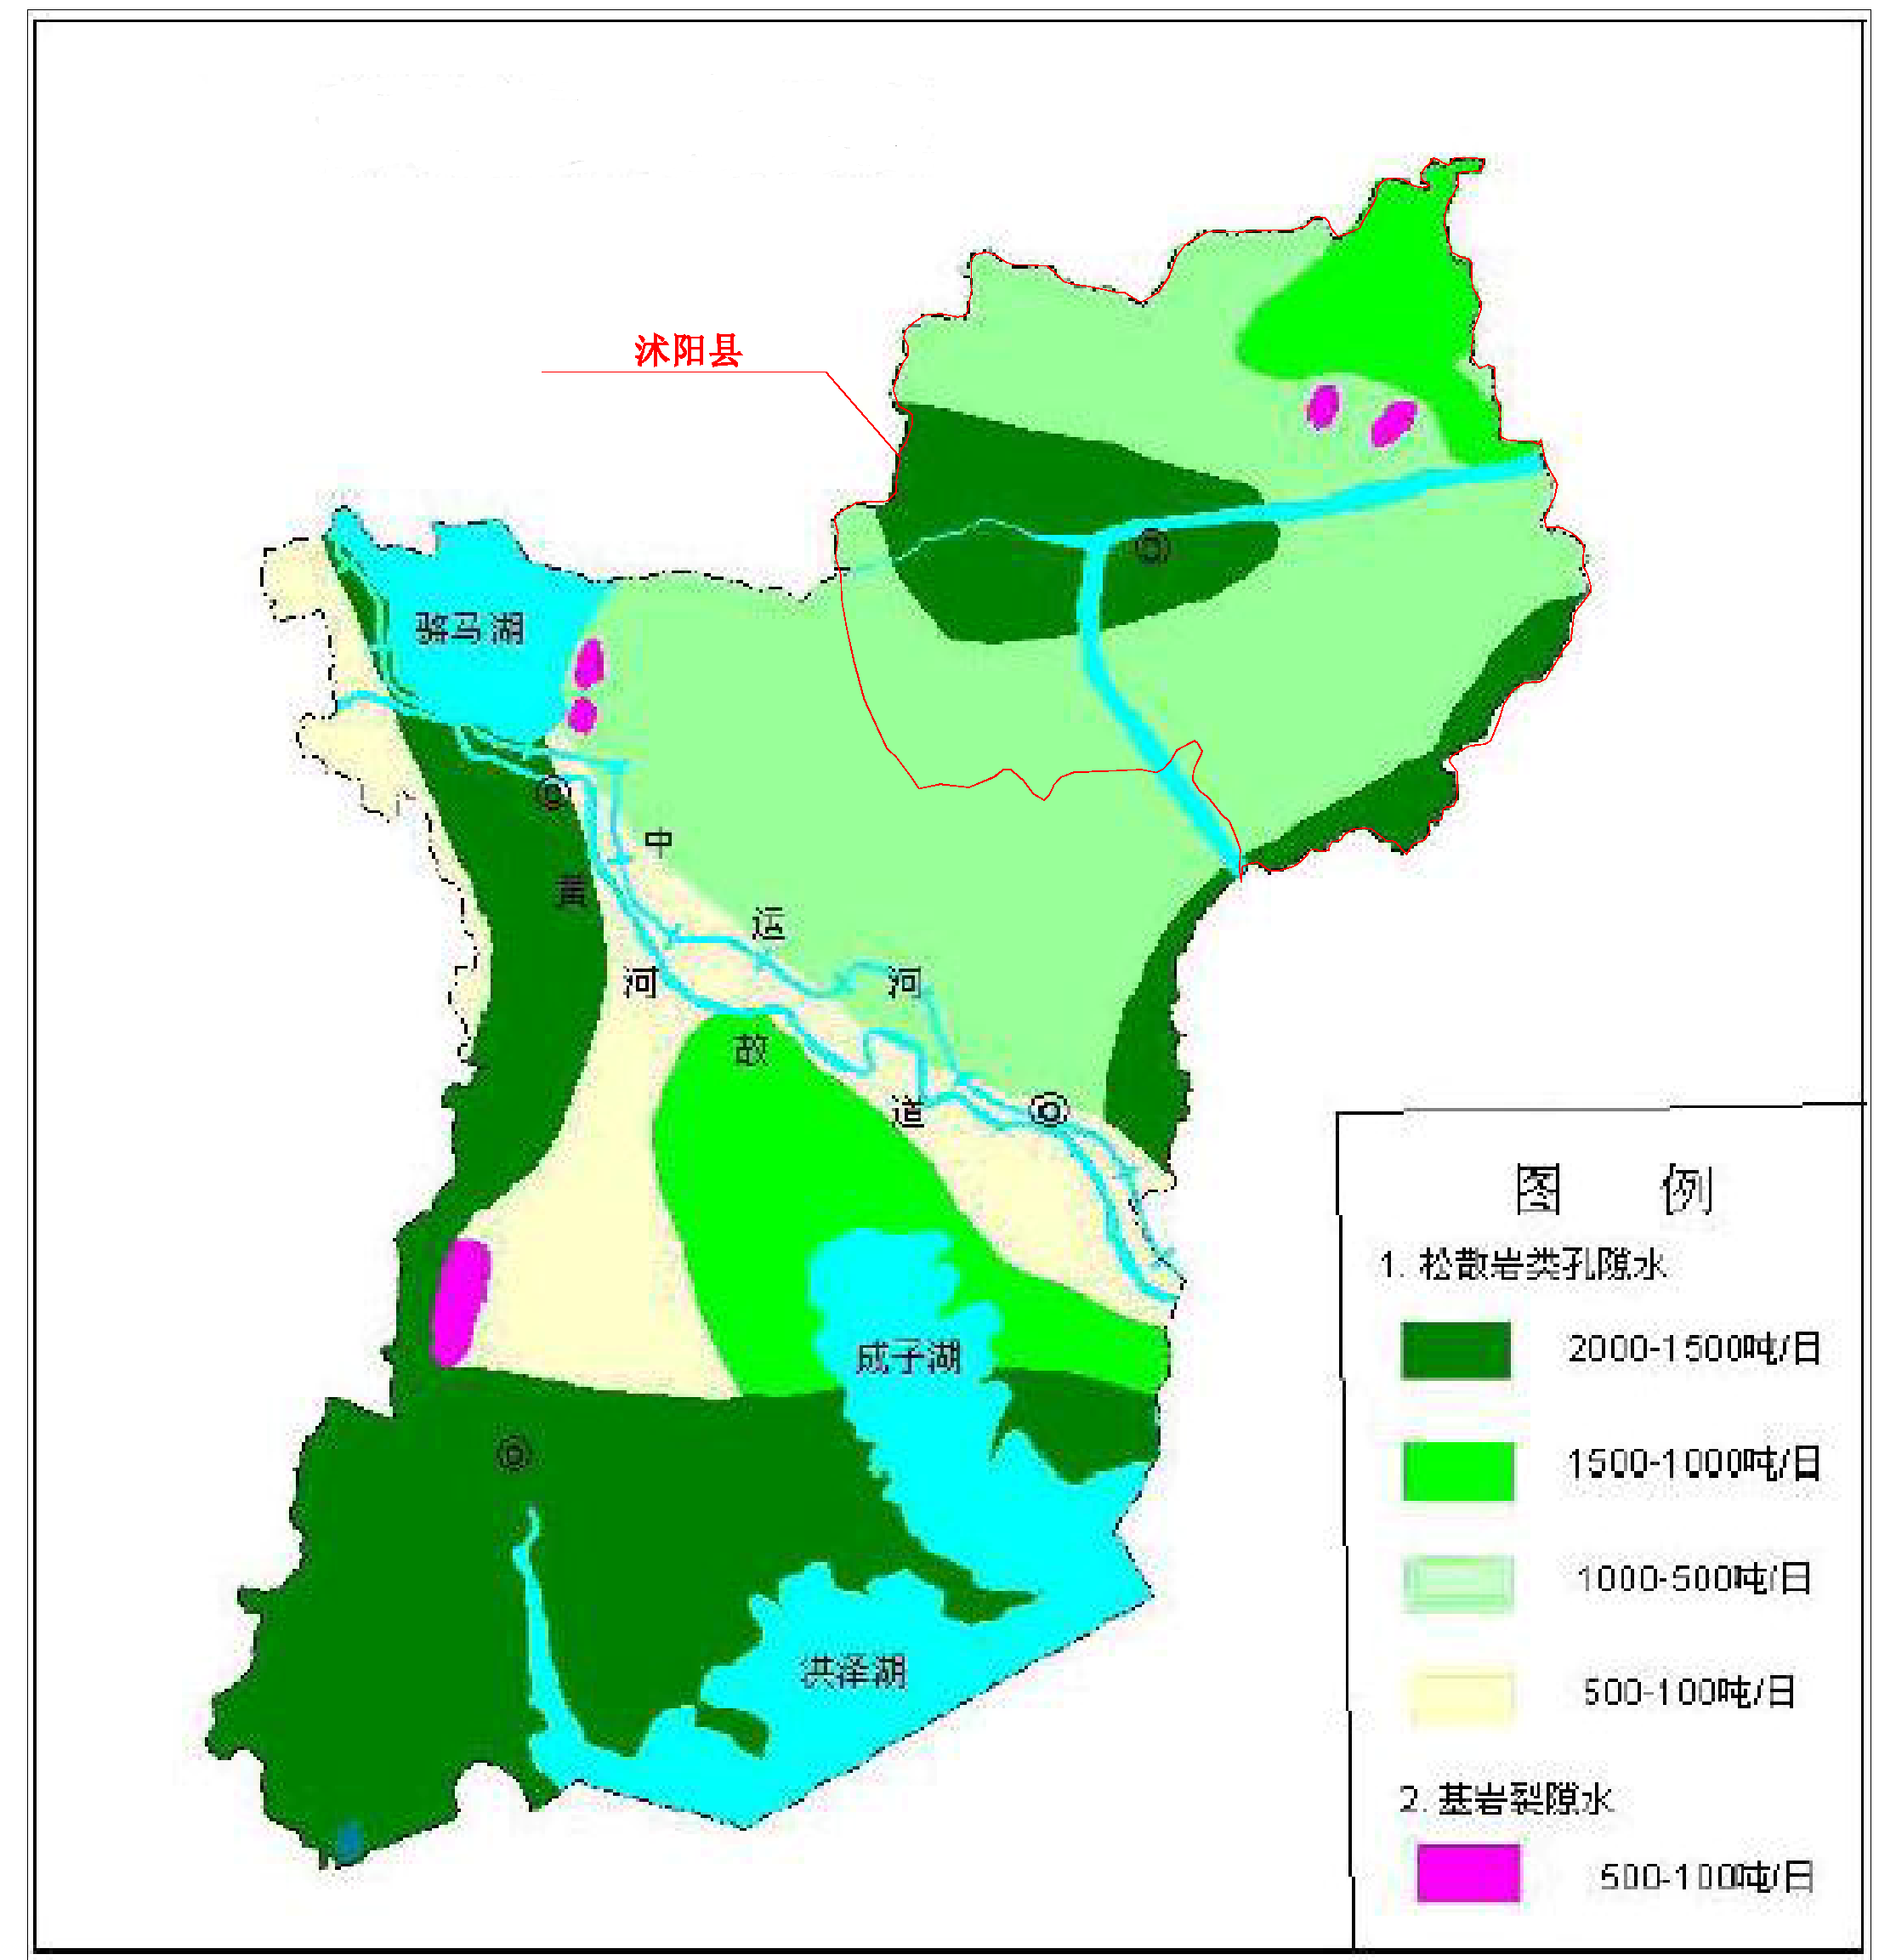 沭阳县
骆马湖
中
运
河
黄
河
故
道
成子湖
洪泽湖
图 例
1. 松散岩类孔隙水
2000-1500吨/日
1500-1000吨/日
1000-500吨/日
500-100吨/日
2. 基岩裂隙水
500-100吨/日